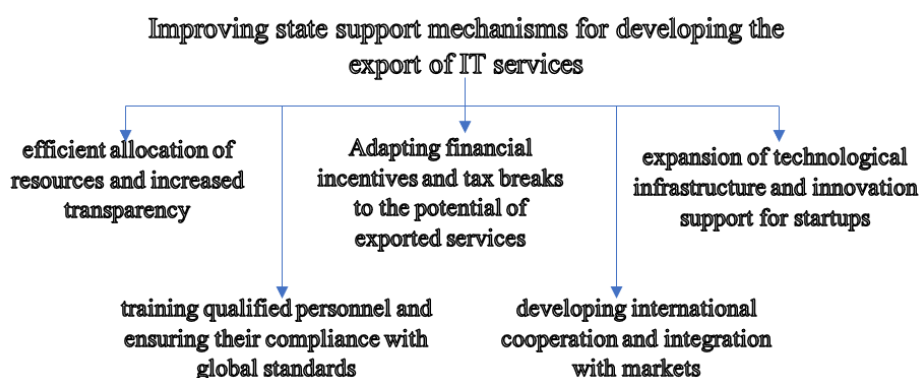 Improving state support mechanisms for developing the
export of IT services
efficient allocation of
resources and increased
transparency
Adapting financial
incentives and tax breaks
to the potential of
exported services
expansion of technological
infrastructure and innovation
support for startups
training qualified personnel and
ensuring their compliance with
global standards
developing international
cooperation and integration
with markets